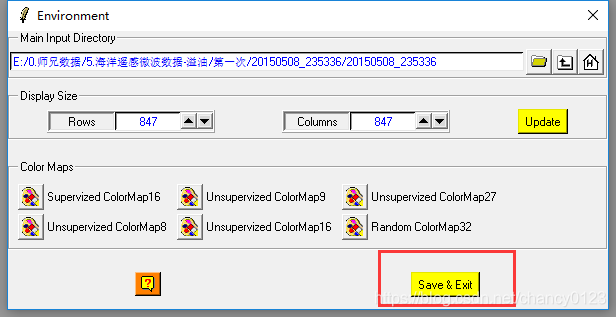 Environment
Main Input Directory
E:/0.师兄数据/5.海洋遥感微波数据-溢油/第一次/20150508_235336/20150508_235336
Display Size
Rows 847 Columns 847 Update
Color Maps
Supervized ColorMap16 Unsupervized ColorMap9 Unsupervized ColorMap27
Unsupervized ColorMap8 Unsupervized ColorMap16 Random ColorMap32
? Save & Exit
https://blog.csdn.net/chancy0123